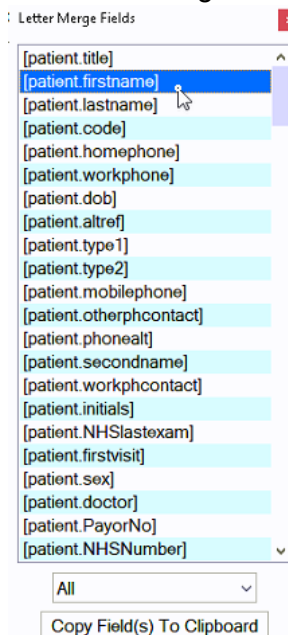 Letter Merge Fields
[patient.title]
[patient.firstname]
[patient.lastname]
[patient.code]
[patient.homephone]
[patient.workphone]
[patient.dob]
[patient.altref]
[patient.type1]
[patient.type2]
[patient.mobilephone]
[patient.otherphcontact]
[patient.phonealt]
[patient.secondname]
[patient.workphcontact]
[patient.initials]
[patient.NHSlastexam]
[patient.firstvisit]
[patient.sex]
[patient.doctor]
[patient.PayorNo]
[patient.NHSNumber]
All
Copy Field(s) To Clipboard